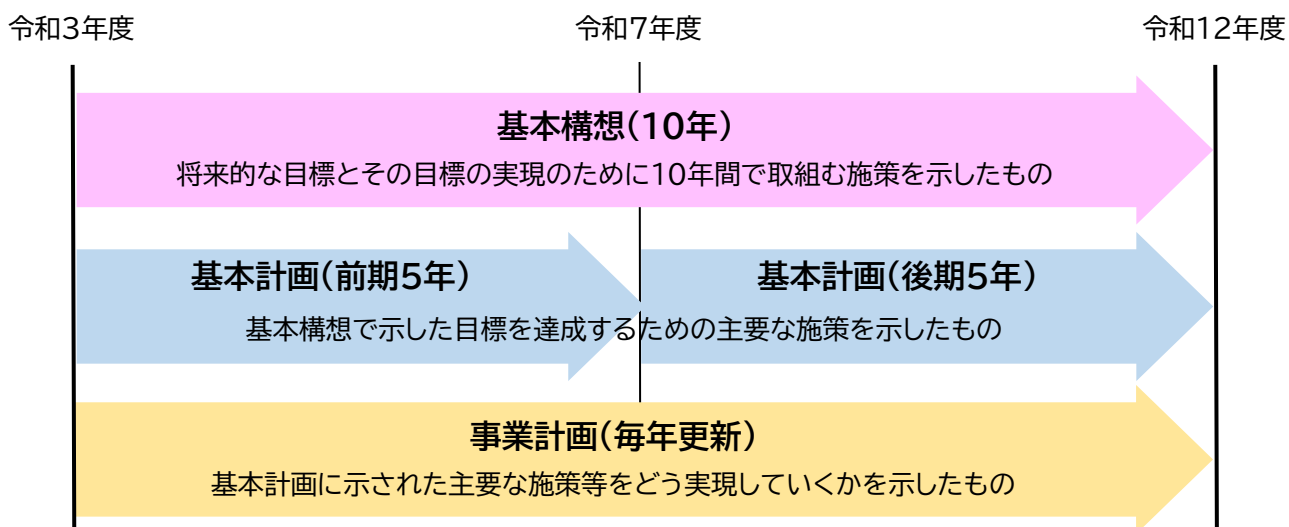 令和3年度
令和7年度
令和12年度
基本構想(10年)
将来的な目標とその目標の実現のために10年間で取組む施策を示したもの
基本計画(前期5年)
基本計画(後期5年)
基本構想で示した目標を達成するための主要な施策を示したもの
事業計画(毎年更新)
基本計画に示された主要な施策等をどう実現していくかを示したもの